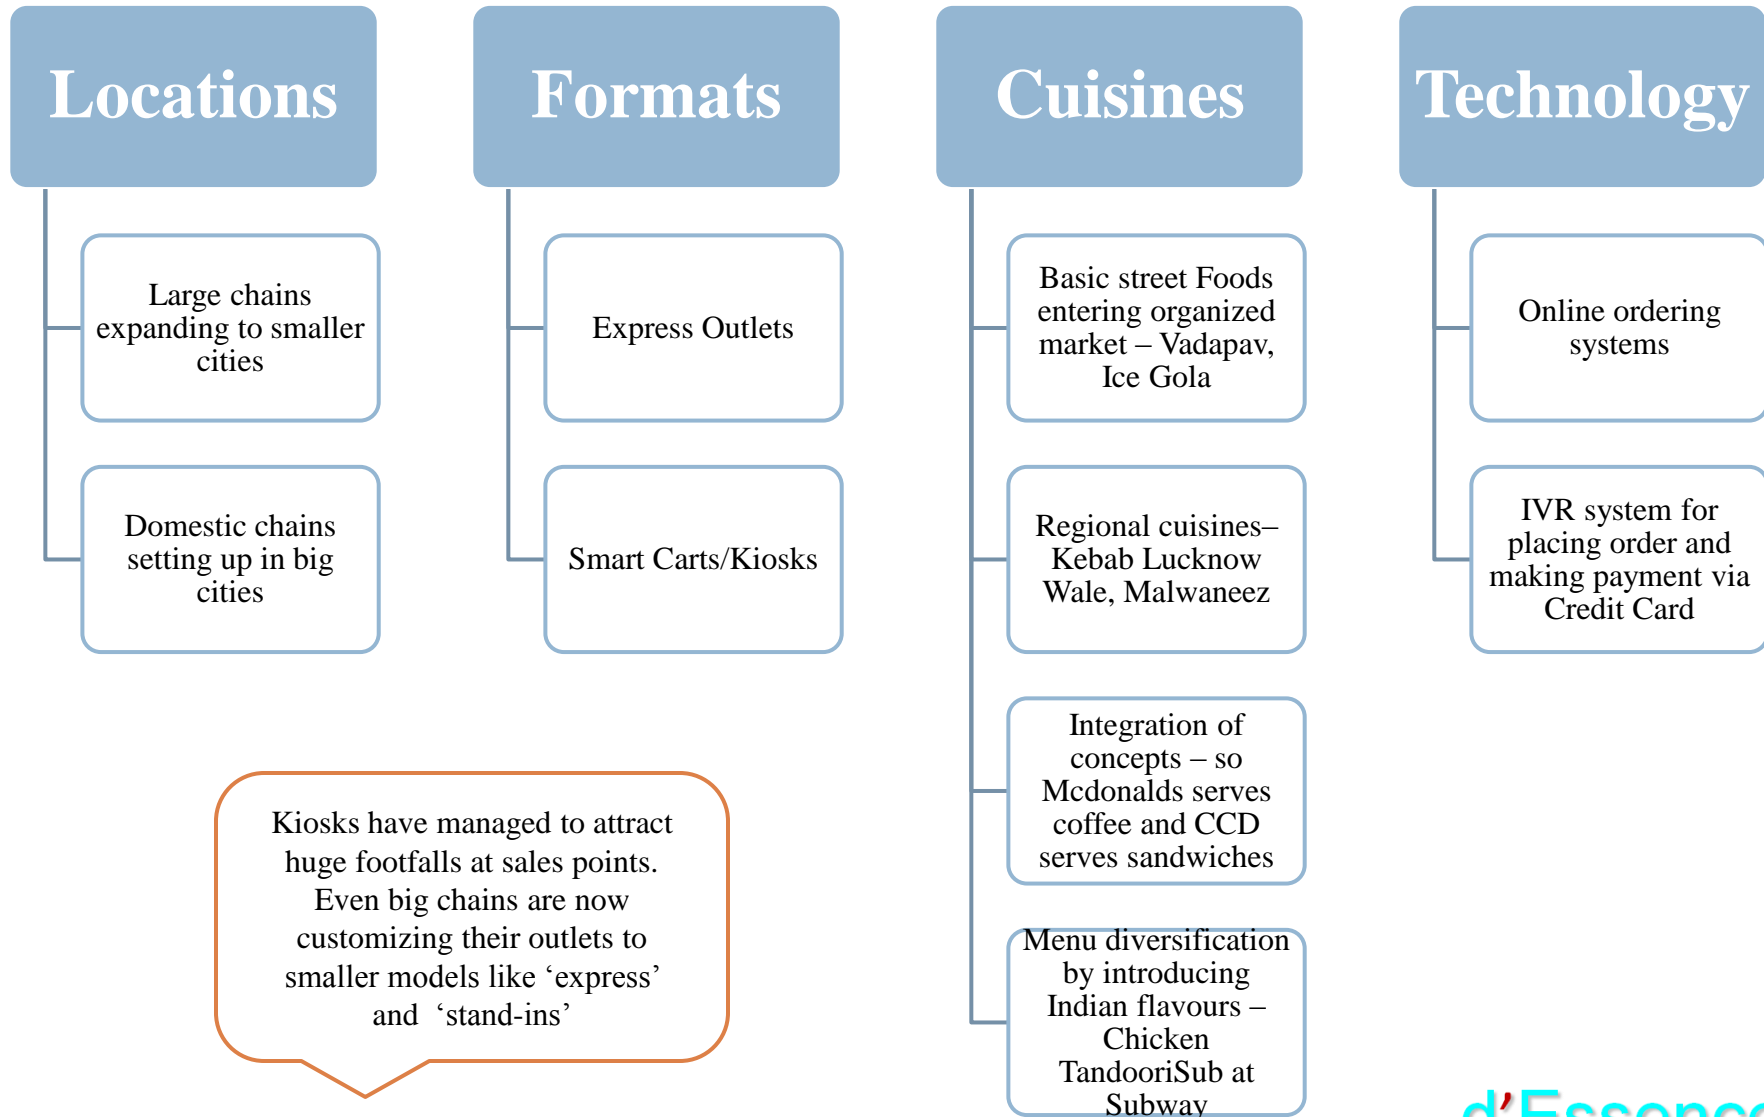 Locations
Large chains
expanding to smaller
cities
Domestic chains
setting up in big
cities
Formats
Express Outlets
Smart Carts/Kiosks
Cuisines
Basic street Foods
entering organized
market – Vadapav,
Ice Gola
Regional cuisines–
Kebab Lucknow
Wale, Malwaneez
Integration of
concepts – so
Mcdonalds serves
coffee and CCD
serves sandwiches
Menu diversification
by introducing
Indian flavours –
Chicken
TandooriSub at
Subway
Technology
Online ordering
systems
IVR system for
placing order and
making payment via
Credit Card
Kiosks have managed to attract
huge footfalls at sales points.
Even big chains are now
customizing their outlets to
smaller models like ‘express’
and  ‘stand-ins’
d’Essence